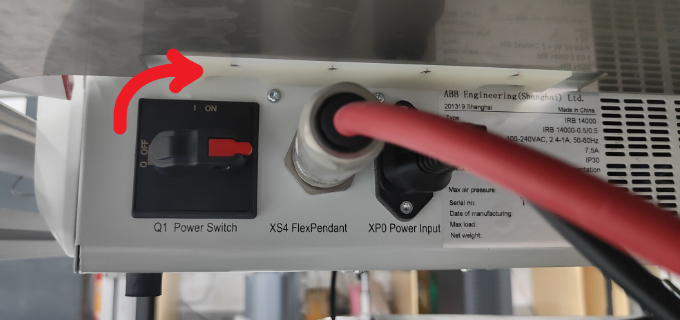 I ON
O OFF
Q1 Power Switch
XS4 FlexPendant
XP0 Power Input
ABB Engineering(Shanghai) Ltd.
201319 Shanghai
Made in China
Type
IRB 14000
IRB 14000-0.5/0.5
100-240VAC, 2.4-1A, 50-60Hz
7.5A
IP30
Max air pressure:
Serial no:
Date of manufacturing:
Max load:
Net weight: